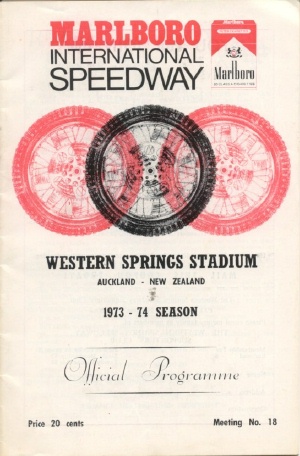 MARLBORO
INTERNATIONAL
SPEEDWAY
Marlboro
WESTERN SPRINGS STADIUM
AUCKLAND - NEW ZEALAND
1973 - 74 SEASON
Official Programme
Price 20 cents
Meeting No. 18